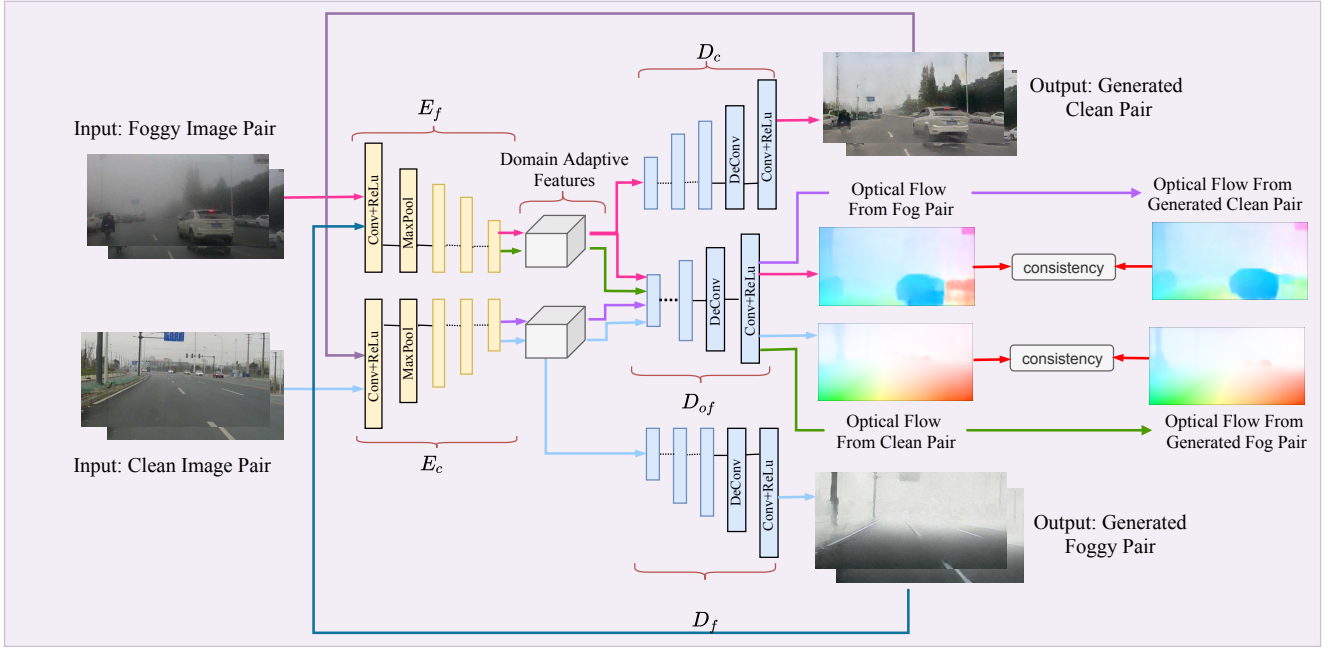 D_c
Output: Generated
Clean Pair
Input: Foggy Image Pair
E_f
Domain Adaptive
Features
Conv+ReLu
MaxPool
DeConv
Conv+ReLu
Optical Flow
From Fog Pair
Optical Flow From
Generated Clean Pair
consistency
Conv+ReLu
MaxPool
DeConv
Conv+ReLu
consistency
D_{of}
Optical Flow
From Clean Pair
Optical Flow From
Generated Fog Pair
Input: Clean Image Pair
E_c
DeConv
Conv+ReLu
Output: Generated
Foggy Pair
D_f